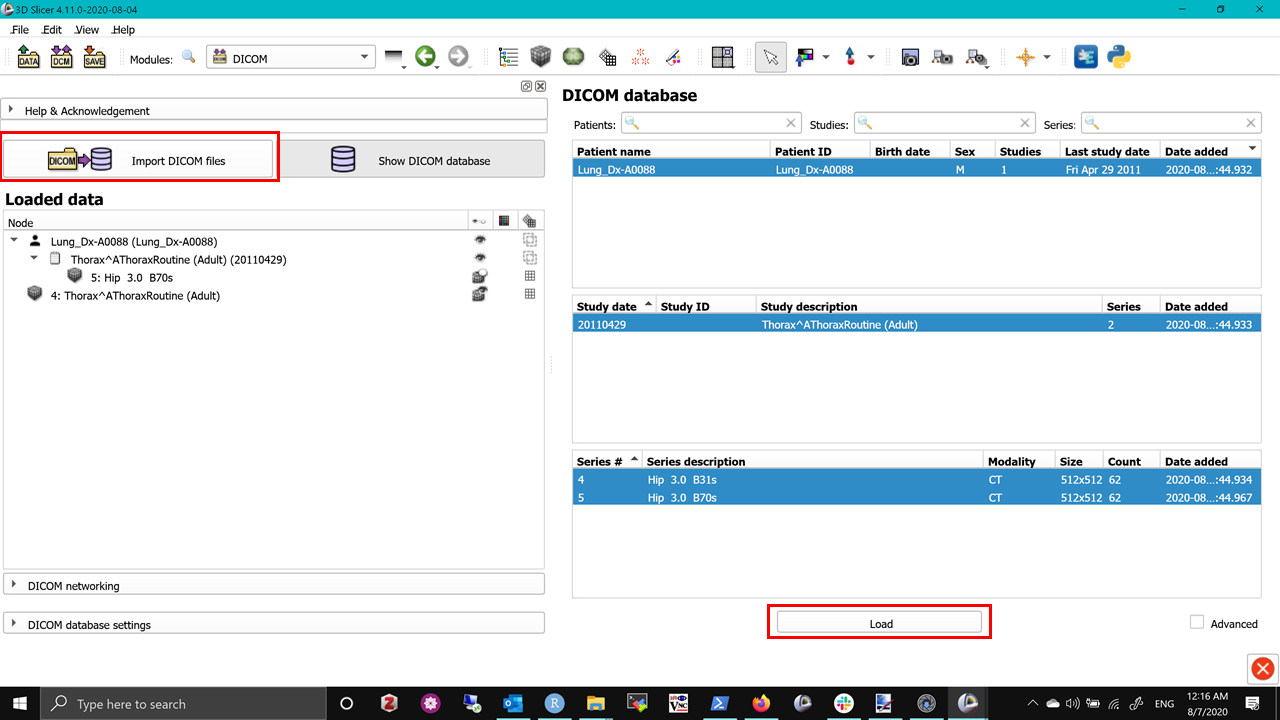 3D Slicer 4.11.0-2020-08-04
File Edit View Help
DATA DCM SAVE Modules: DICOM
Help & Acknowledgement
DICOM Import DICOM files Show DICOM database
Loaded data
Node
Lung_Dx-A0088 (Lung_Dx-A0088)
Thorax^AThoraxRoutine (Adult) (20110429)
5: Hip 3.0 B70s
4: Thorax^AThoraxRoutine (Adult)
DICOM networking
DICOM database settings
DICOM database
Patients: Studies: Series:
Patient name Patient ID Birth date Sex Studies Last study date Date added
Lung_Dx-A0088 Lung_Dx-A0088 M 1 Fri Apr 29 2011 2020-08...:44.932
Study date Study ID Study description Series Date added
20110429 Thorax^AThoraxRoutine (Adult) 2 2020-08...:44.933
Series # Series description Modality Size Count Date added
4 Hip 3.0 B31s CT 512x512 62 2020-08...:44.934
5 Hip 3.0 B70s CT 512x512 62 2020-08...:44.967
Load Advanced
Type here to search
ENG
12:16 AM
8/7/2020